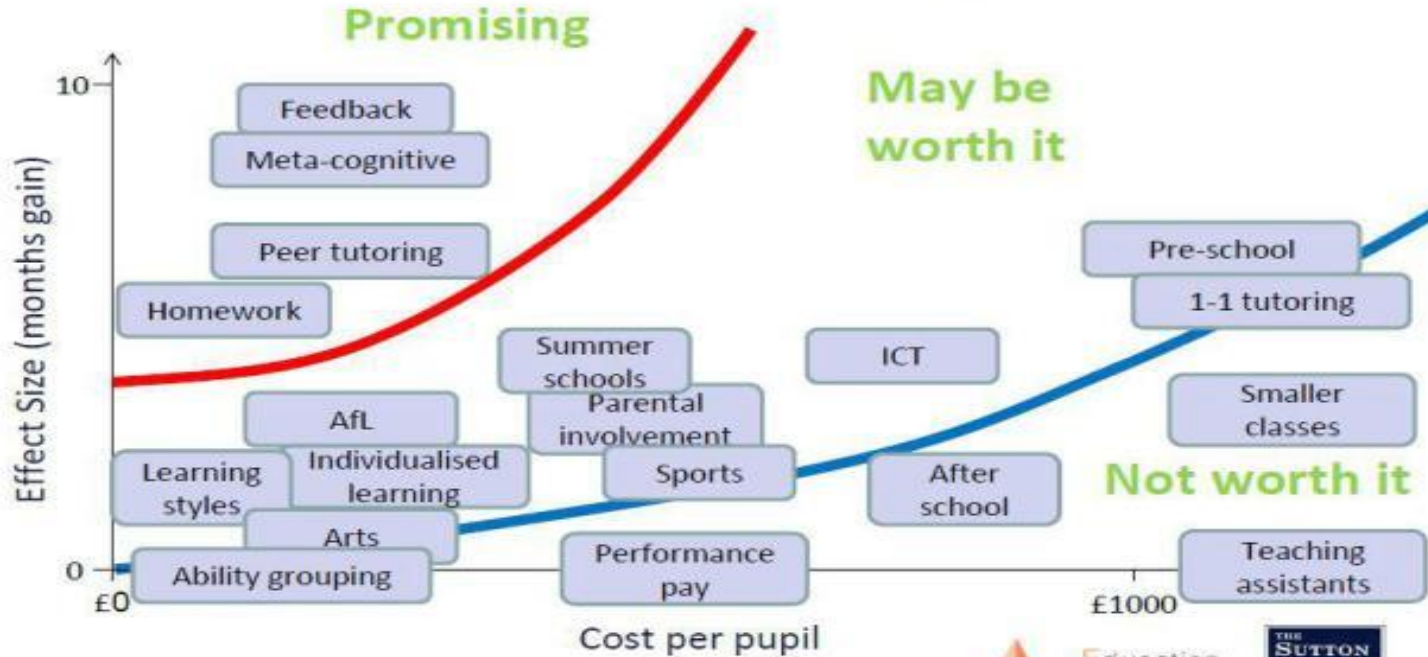 Promising
May be
worth it
10
Feedback
Meta-cognitive
Peer tutoring
Homework
Pre-school
1-1 tutoring
Summer
schools
ICT
Parental
involvement
AfL
Smaller
classes
Individualised
learning
Learning
styles
Sports
After
school
Not worth it
Arts
Ability grouping
Performance
pay
Teaching
assistants
0
£0
£1000
Effect Size (months gain)
Cost per pupil
THE
SUTTON